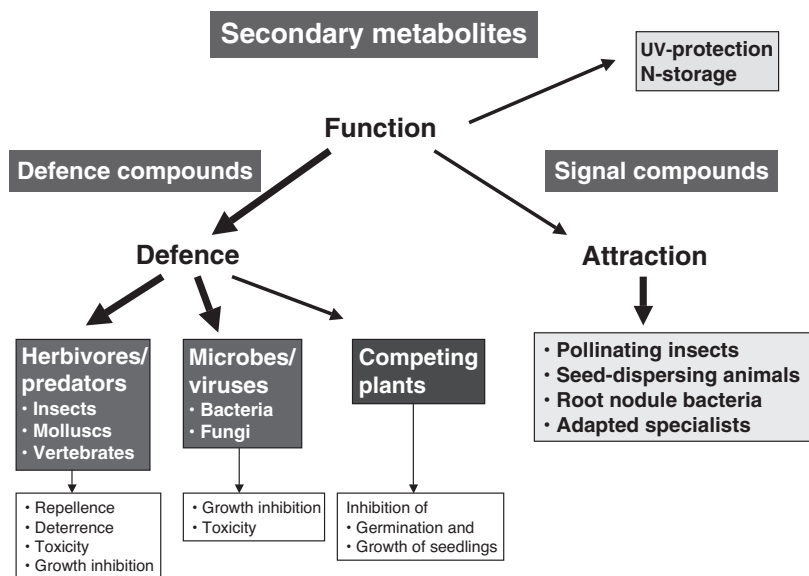 Secondary metabolites
UV-protection
N-storage
Function
Defence compounds
Signal compounds
Defence
Attraction
Herbivores/
predators
• Insects
• Molluscs
• Vertebrates
Microbes/
viruses
• Bacteria
• Fungi
Competing
plants
• Pollinating insects
• Seed-dispersing animals
• Root nodule bacteria
• Adapted specialists
• Repellence
• Deterrence
• Toxicity
• Growth inhibition
• Growth inhibition
• Toxicity
Inhibition of
• Germination and
• Growth of seedlings